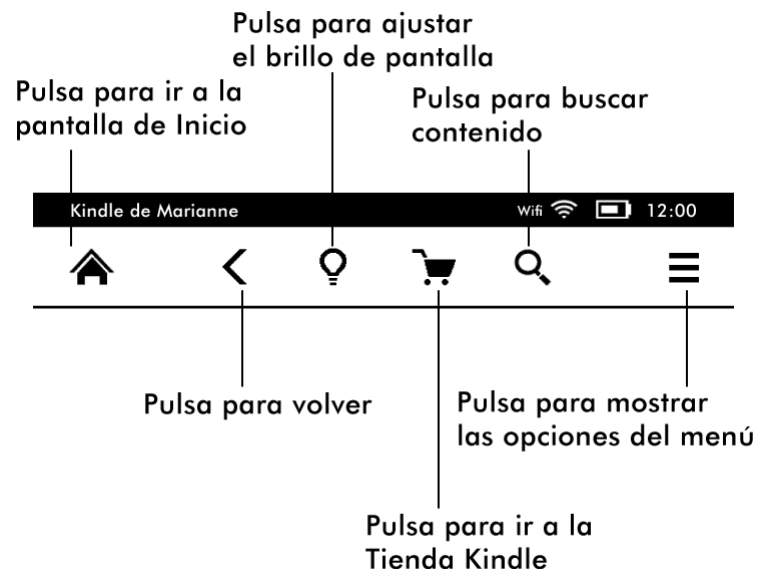 Pulsa para ajustar
el brillo de pantalla
Pulsa para ir a la
pantalla de Inicio
Pulsa para buscar
contenido
Kindle de Marianne
Wifi
12:00
Pulsa para volver
Pulsa para mostrar
las opciones del menú
Pulsa para ir a la
Tienda Kindle